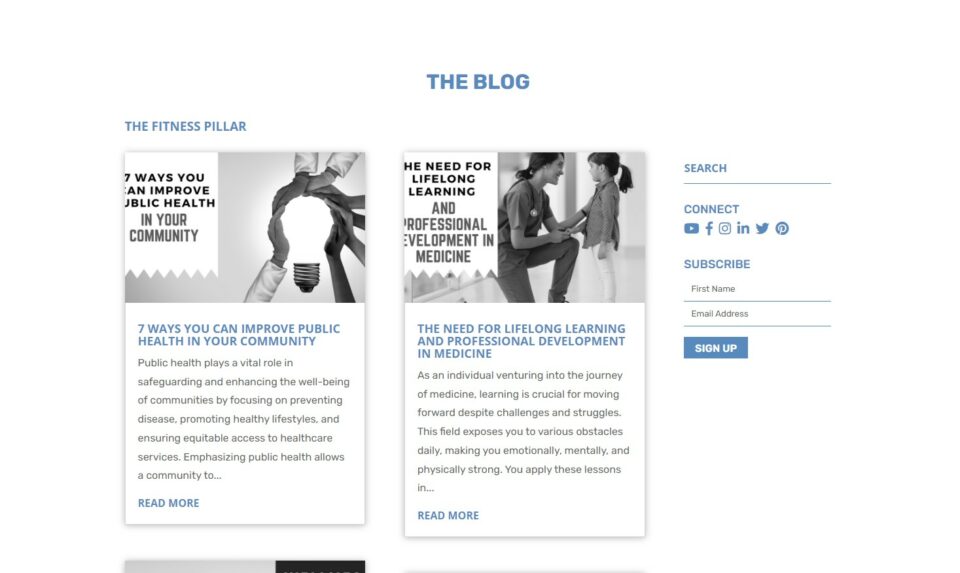 THE BLOG
THE FITNESS PILLAR
7 WAYS YOU
CAN IMPROVE
PUBLIC HEALTH
IN YOUR
COMMUNITY
7 WAYS YOU CAN IMPROVE PUBLIC
HEALTH IN YOUR COMMUNITY
Public health plays a vital role in
safeguarding and enhancing the well-being
of communities by focusing on preventing
disease, promoting healthy lifestyles, and
ensuring equitable access to healthcare
services. Emphasizing public health allows
a community to...
READ MORE
HE NEED FOR
LIFELONG
LEARNING
AND
PROFESSIONAL
DEVELOPMENT IN
MEDICINE
THE NEED FOR LIFELONG LEARNING
AND PROFESSIONAL DEVELOPMENT
IN MEDICINE
As an individual venturing into the journey
of medicine, learning is crucial for moving
forward despite challenges and struggles.
This field exposes you to various obstacles
daily, making you emotionally, mentally, and
physically strong. You apply these lessons
in...
READ MORE
SEARCH
CONNECT
SUBSCRIBE
First Name
Email Address
SIGN UP